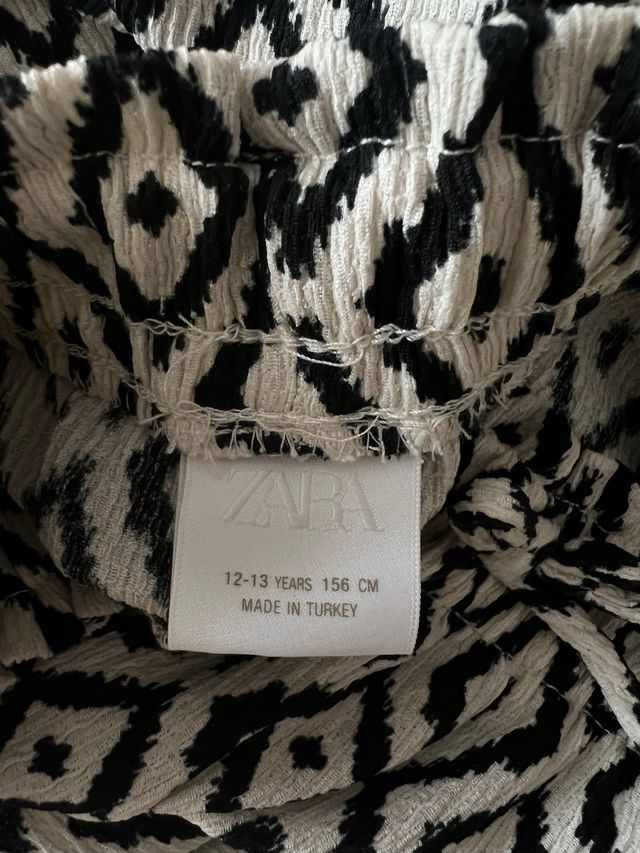 ZARA
12-13 YEARS 156 CM
MADE IN TURKEY